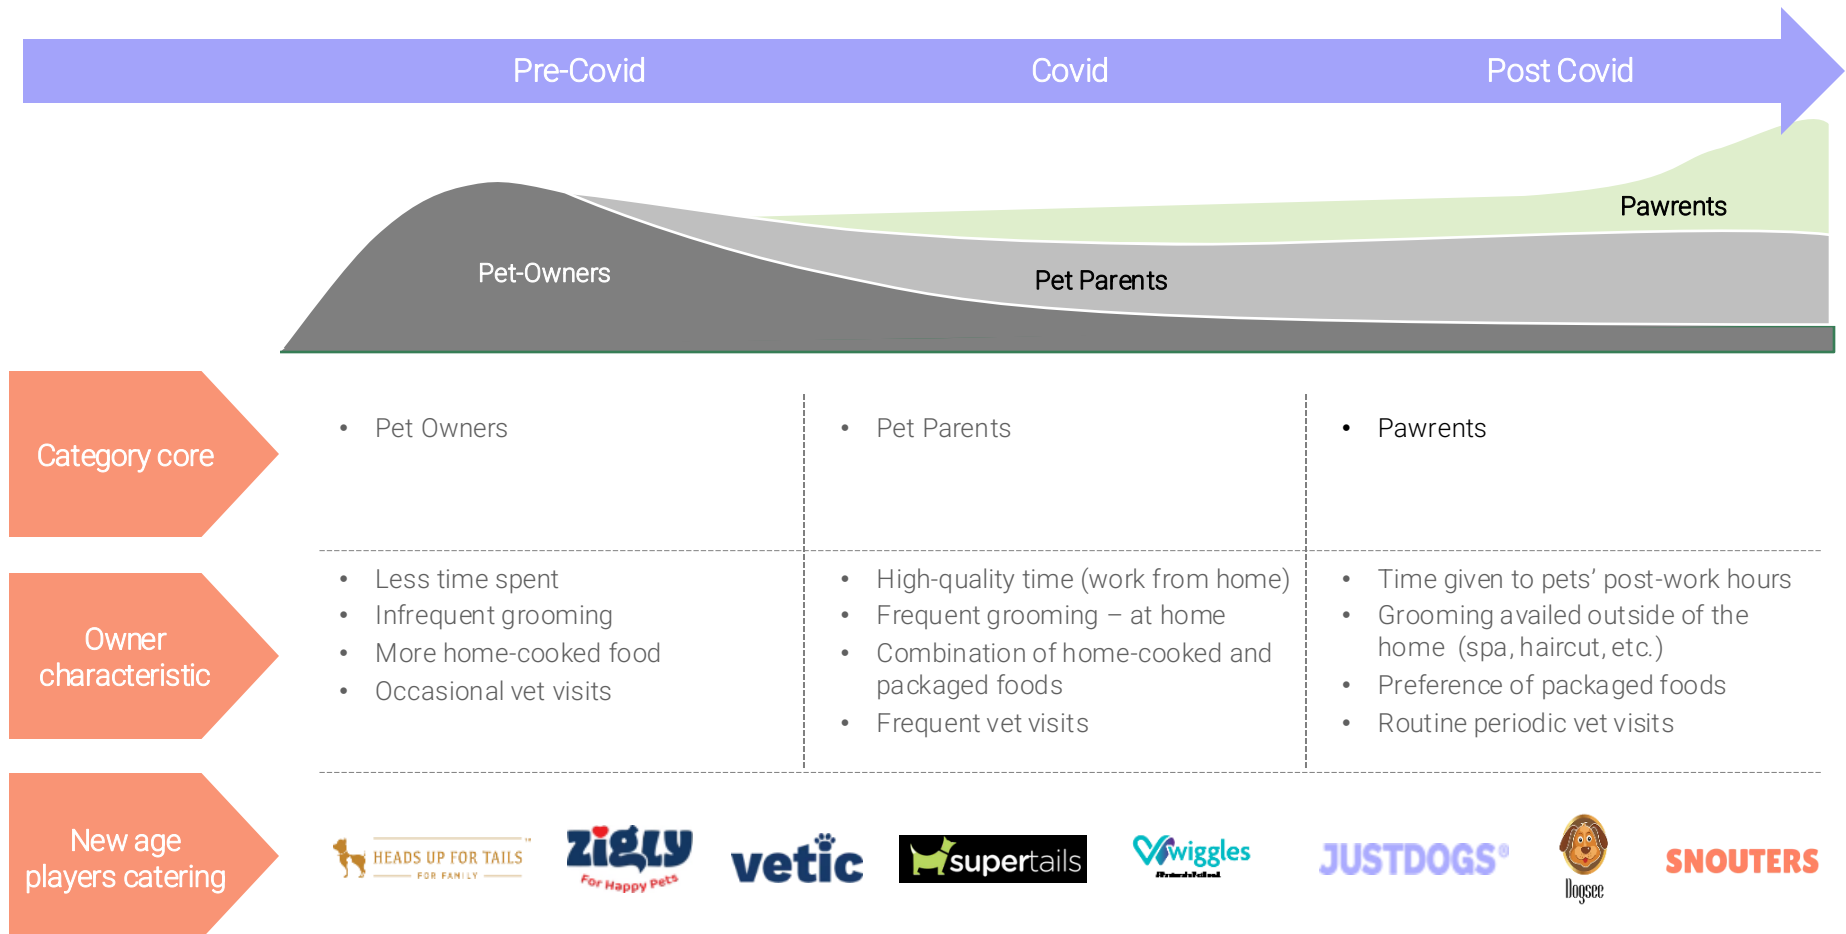 Pre-Covid
Covid
Post Covid
Pawrents
Pet-Owners
Pet Parents
Category core
• Pet Owners
• Pet Parents
• Pawrents
Owner
characteristic
• Less time spent
• Infrequent grooming
• More home-cooked food
• Occasional vet visits
• High-quality time (work from home)
• Frequent grooming – at home
• Combination of home-cooked and
packaged foods
• Frequent vet visits
• Time given to pets’ post-work hours
• Grooming availed outside of the
home (spa, haircut, etc.)
• Preference of packaged foods
• Routine periodic vet visits
New age
players catering
HEADS UP FOR TAILS ™
FOR FAMILY
zigly
For Happy Pets
vetic
supertails
wiggles
JUSTDOGS®
Dogsee
SNOUTERS